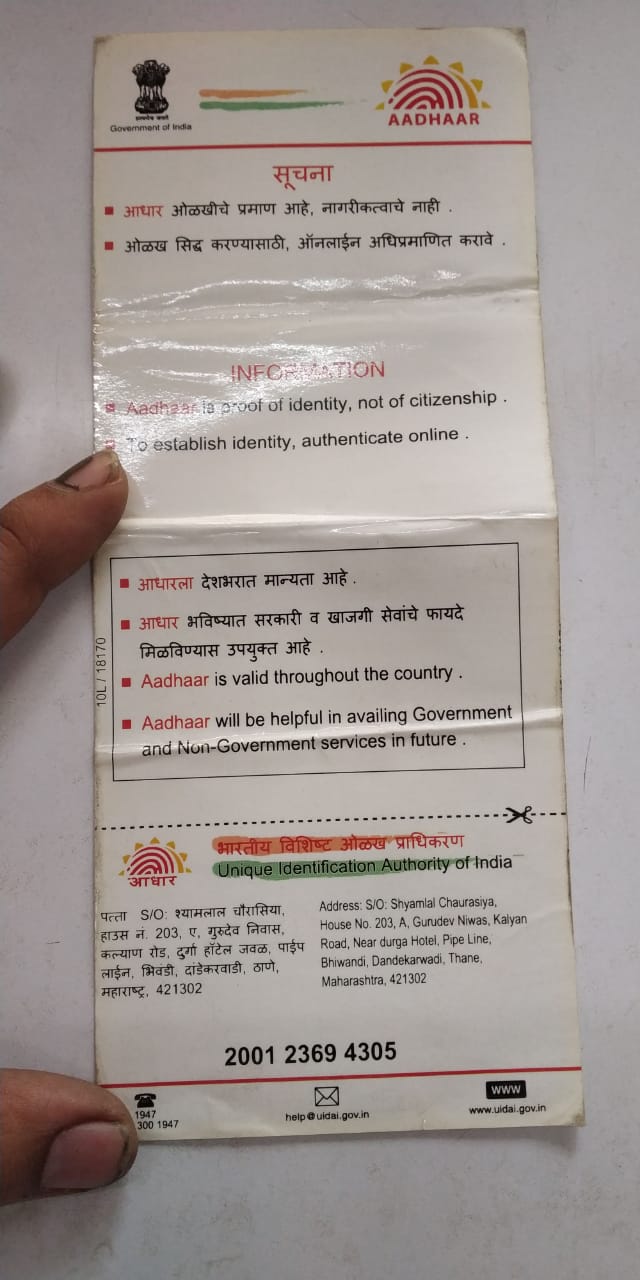 सत्यमेव जयते
Government of India
AADHAAR
सूचना
आधार ओळखीचे प्रमाण आहे, नागरीकत्वाचे नाही .
ओळख सिद्ध करण्यासाठी, ऑनलाईन अधिप्रमाणित करावे .
INFORMATION
Aadhaar is proof of identity, not of citizenship .
To establish identity, authenticate online .
10L / 18170
आधारला देशभरात मान्यता आहे .
आधार भविष्यात सरकारी व खाजगी सेवांचे फायदे
मिळविण्यास उपयुक्त आहे .
Aadhaar is valid throughout the country .
Aadhaar will be helpful in availing Government
and Non-Government services in future .
आधार
भारतीय विशिष्ट ओळख प्राधिकरण
Unique Identification Authority of India
पत्ता S/O: श्यामलाल चौरासिया,
हाउस नं. 203, ए, गुरुदेव निवास,
कल्याण रोड, दुर्गा हॉटेल जवळ, पाईप
लाईन, भिवंडी, दांडेकरवाडी, ठाणे,
महाराष्ट्र, 421302
Address: S/O: Shyamlal Chaurasiya,
House No. 203, A, Gurudev Niwas, Kalyan
Road, Near durga Hotel, Pipe Line,
Bhiwandi, Dandekarwadi, Thane,
Maharashtra, 421302
2001 2369 4305
1947
300 1947
help@uidai.gov.in
www
www.uidai.gov.in